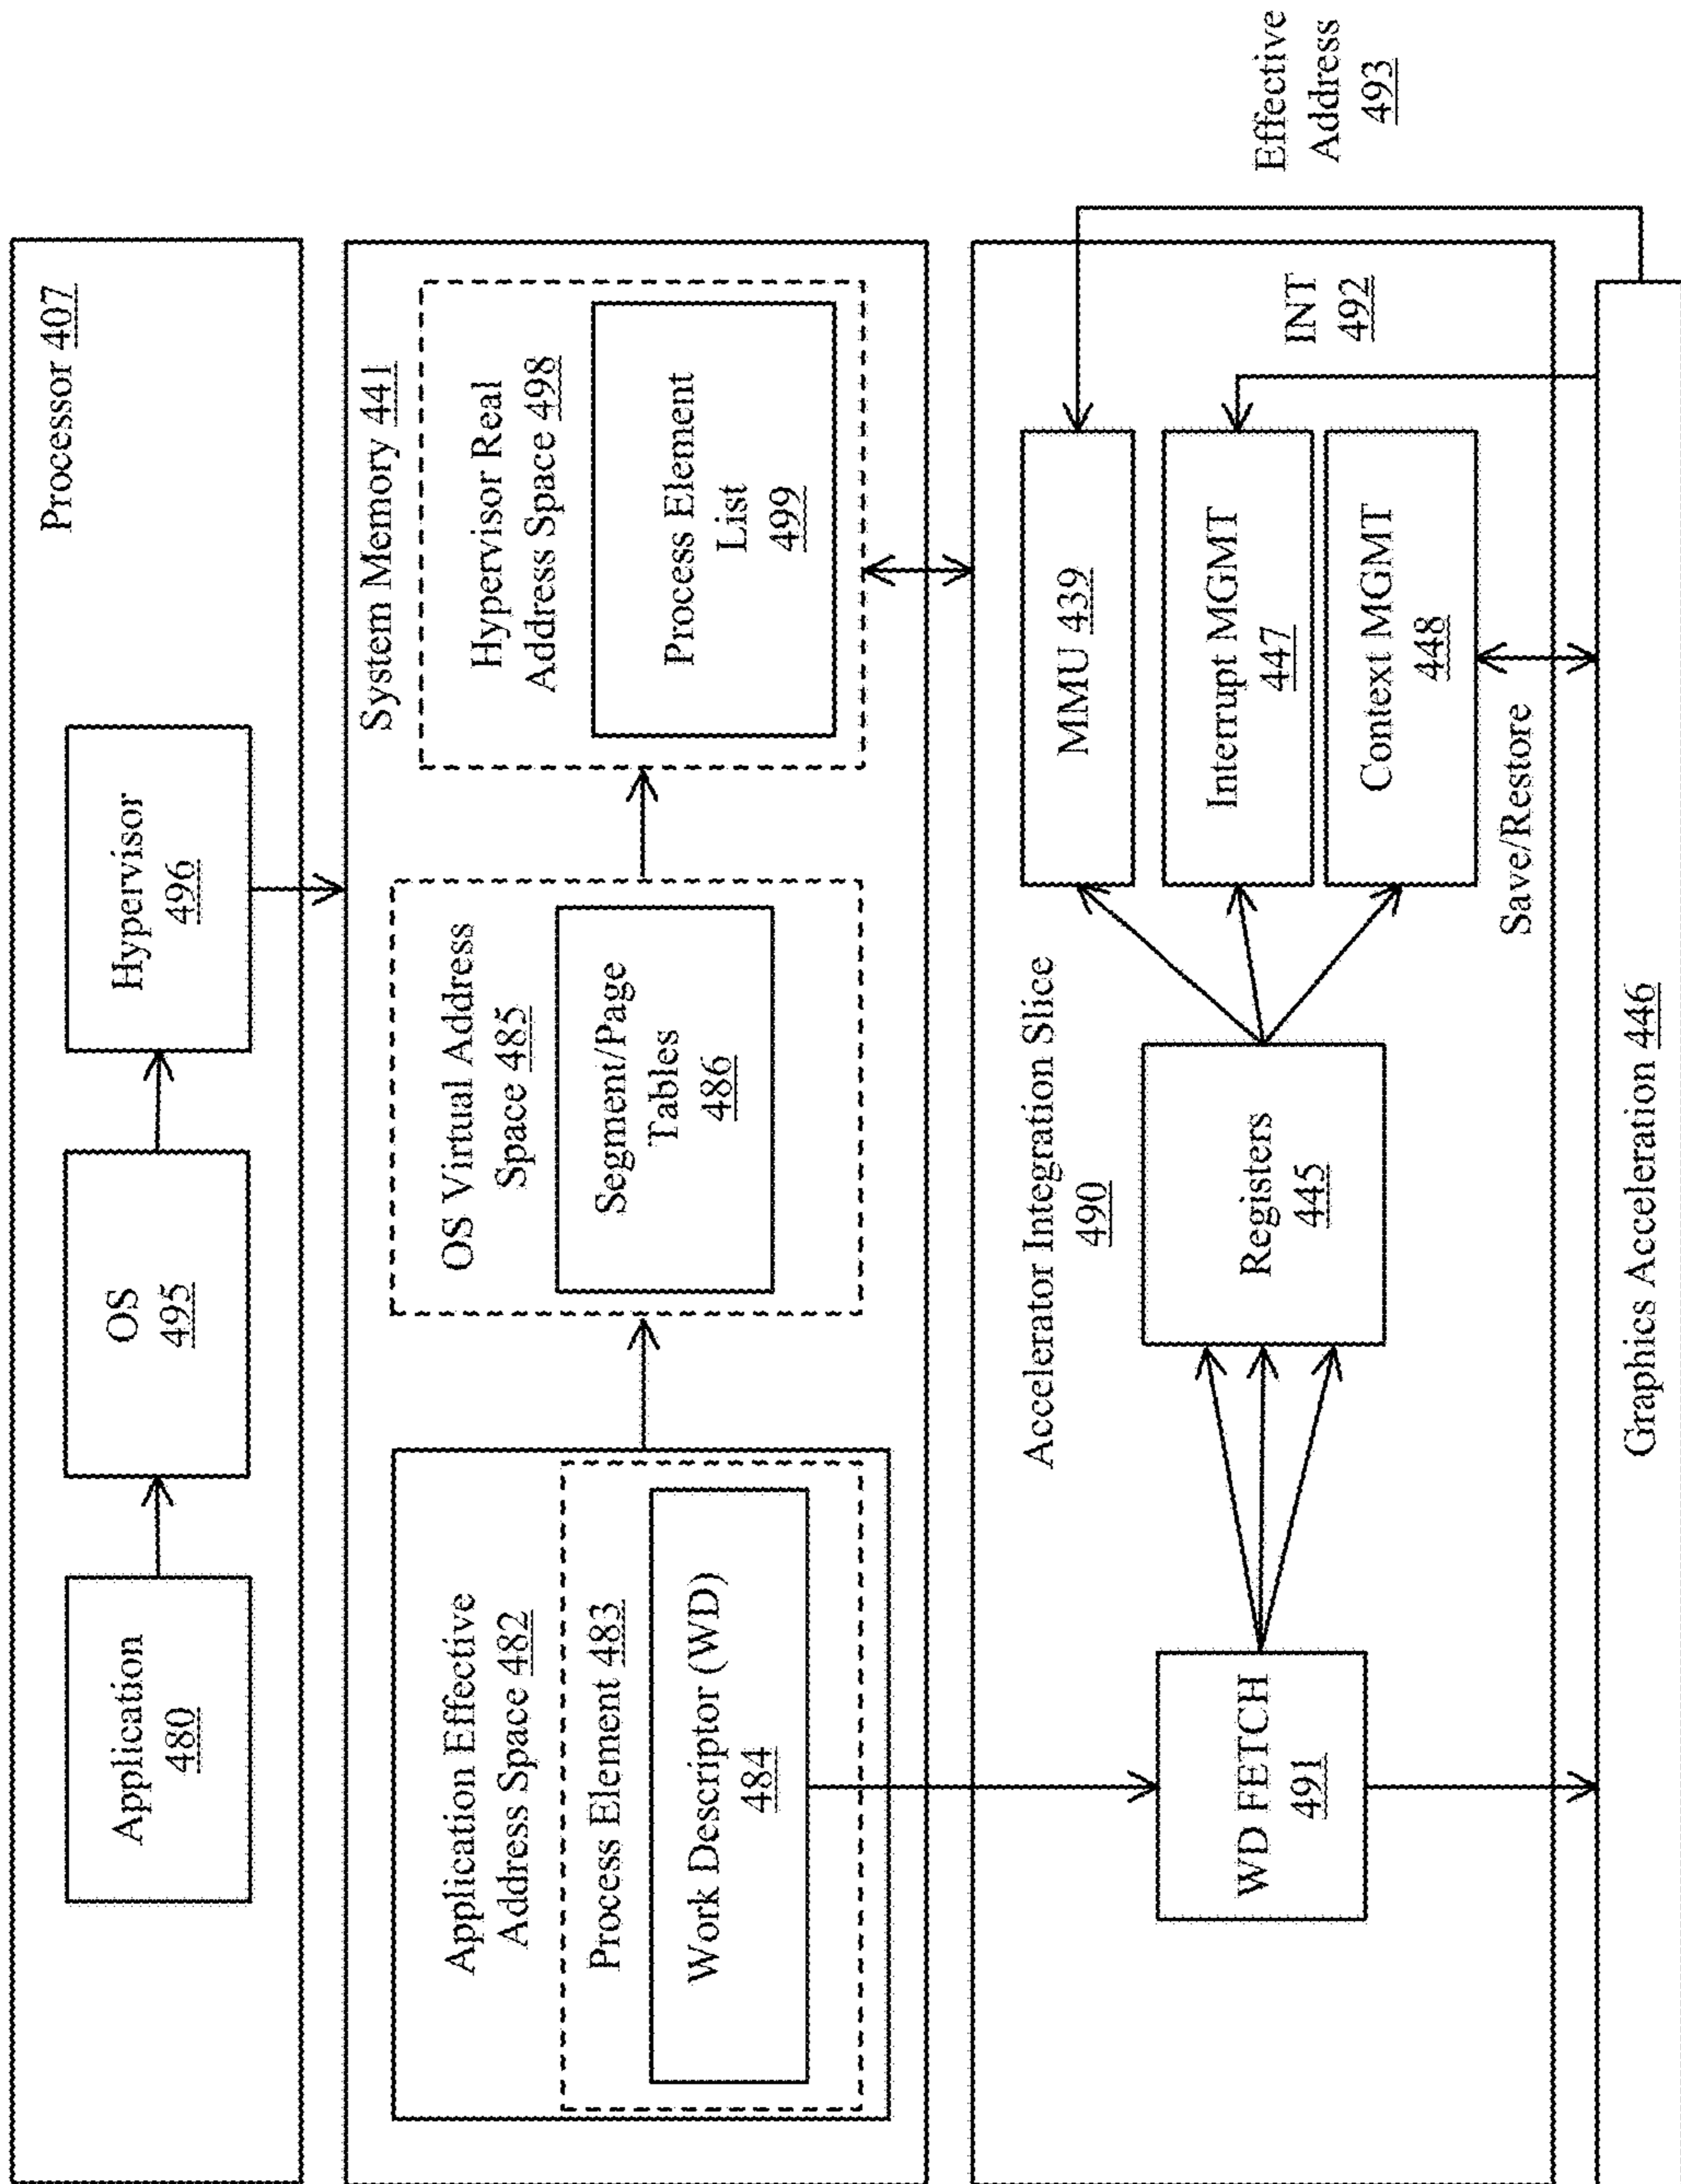 Processor 407
Application
480
OS
495
Hypervisor
496
System Memory 441
Application Effective
Address Space 482
Process Element 483
Work Descriptor (WD)
484
OS Virtual Address
Space 485
Segment/Page
Tables
486
Hypervisor Real
Address Space 498
Process Element
List
499
Accelerator Integration Slice
490
WD FETCH
491
Registers
445
MMU 439
Interrupt MGMT
447
Context MGMT
448
Save/Restore
INT
492
Effective
Address
493
Graphics Acceleration 446